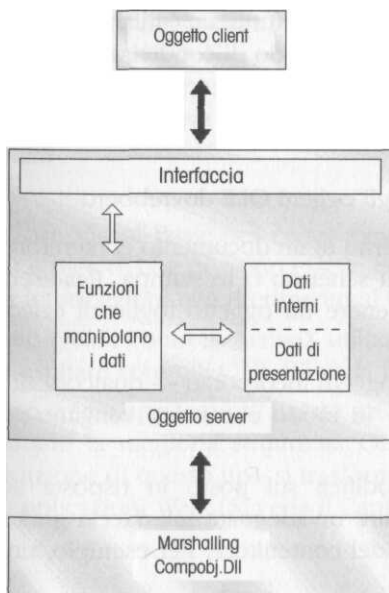 Oggetto client
Interfaccia
Funzioni
che
manipolano
i dati
Dati
interni
Dati di
presentazione
Oggetto server
Marshalling
Compobj.Dll